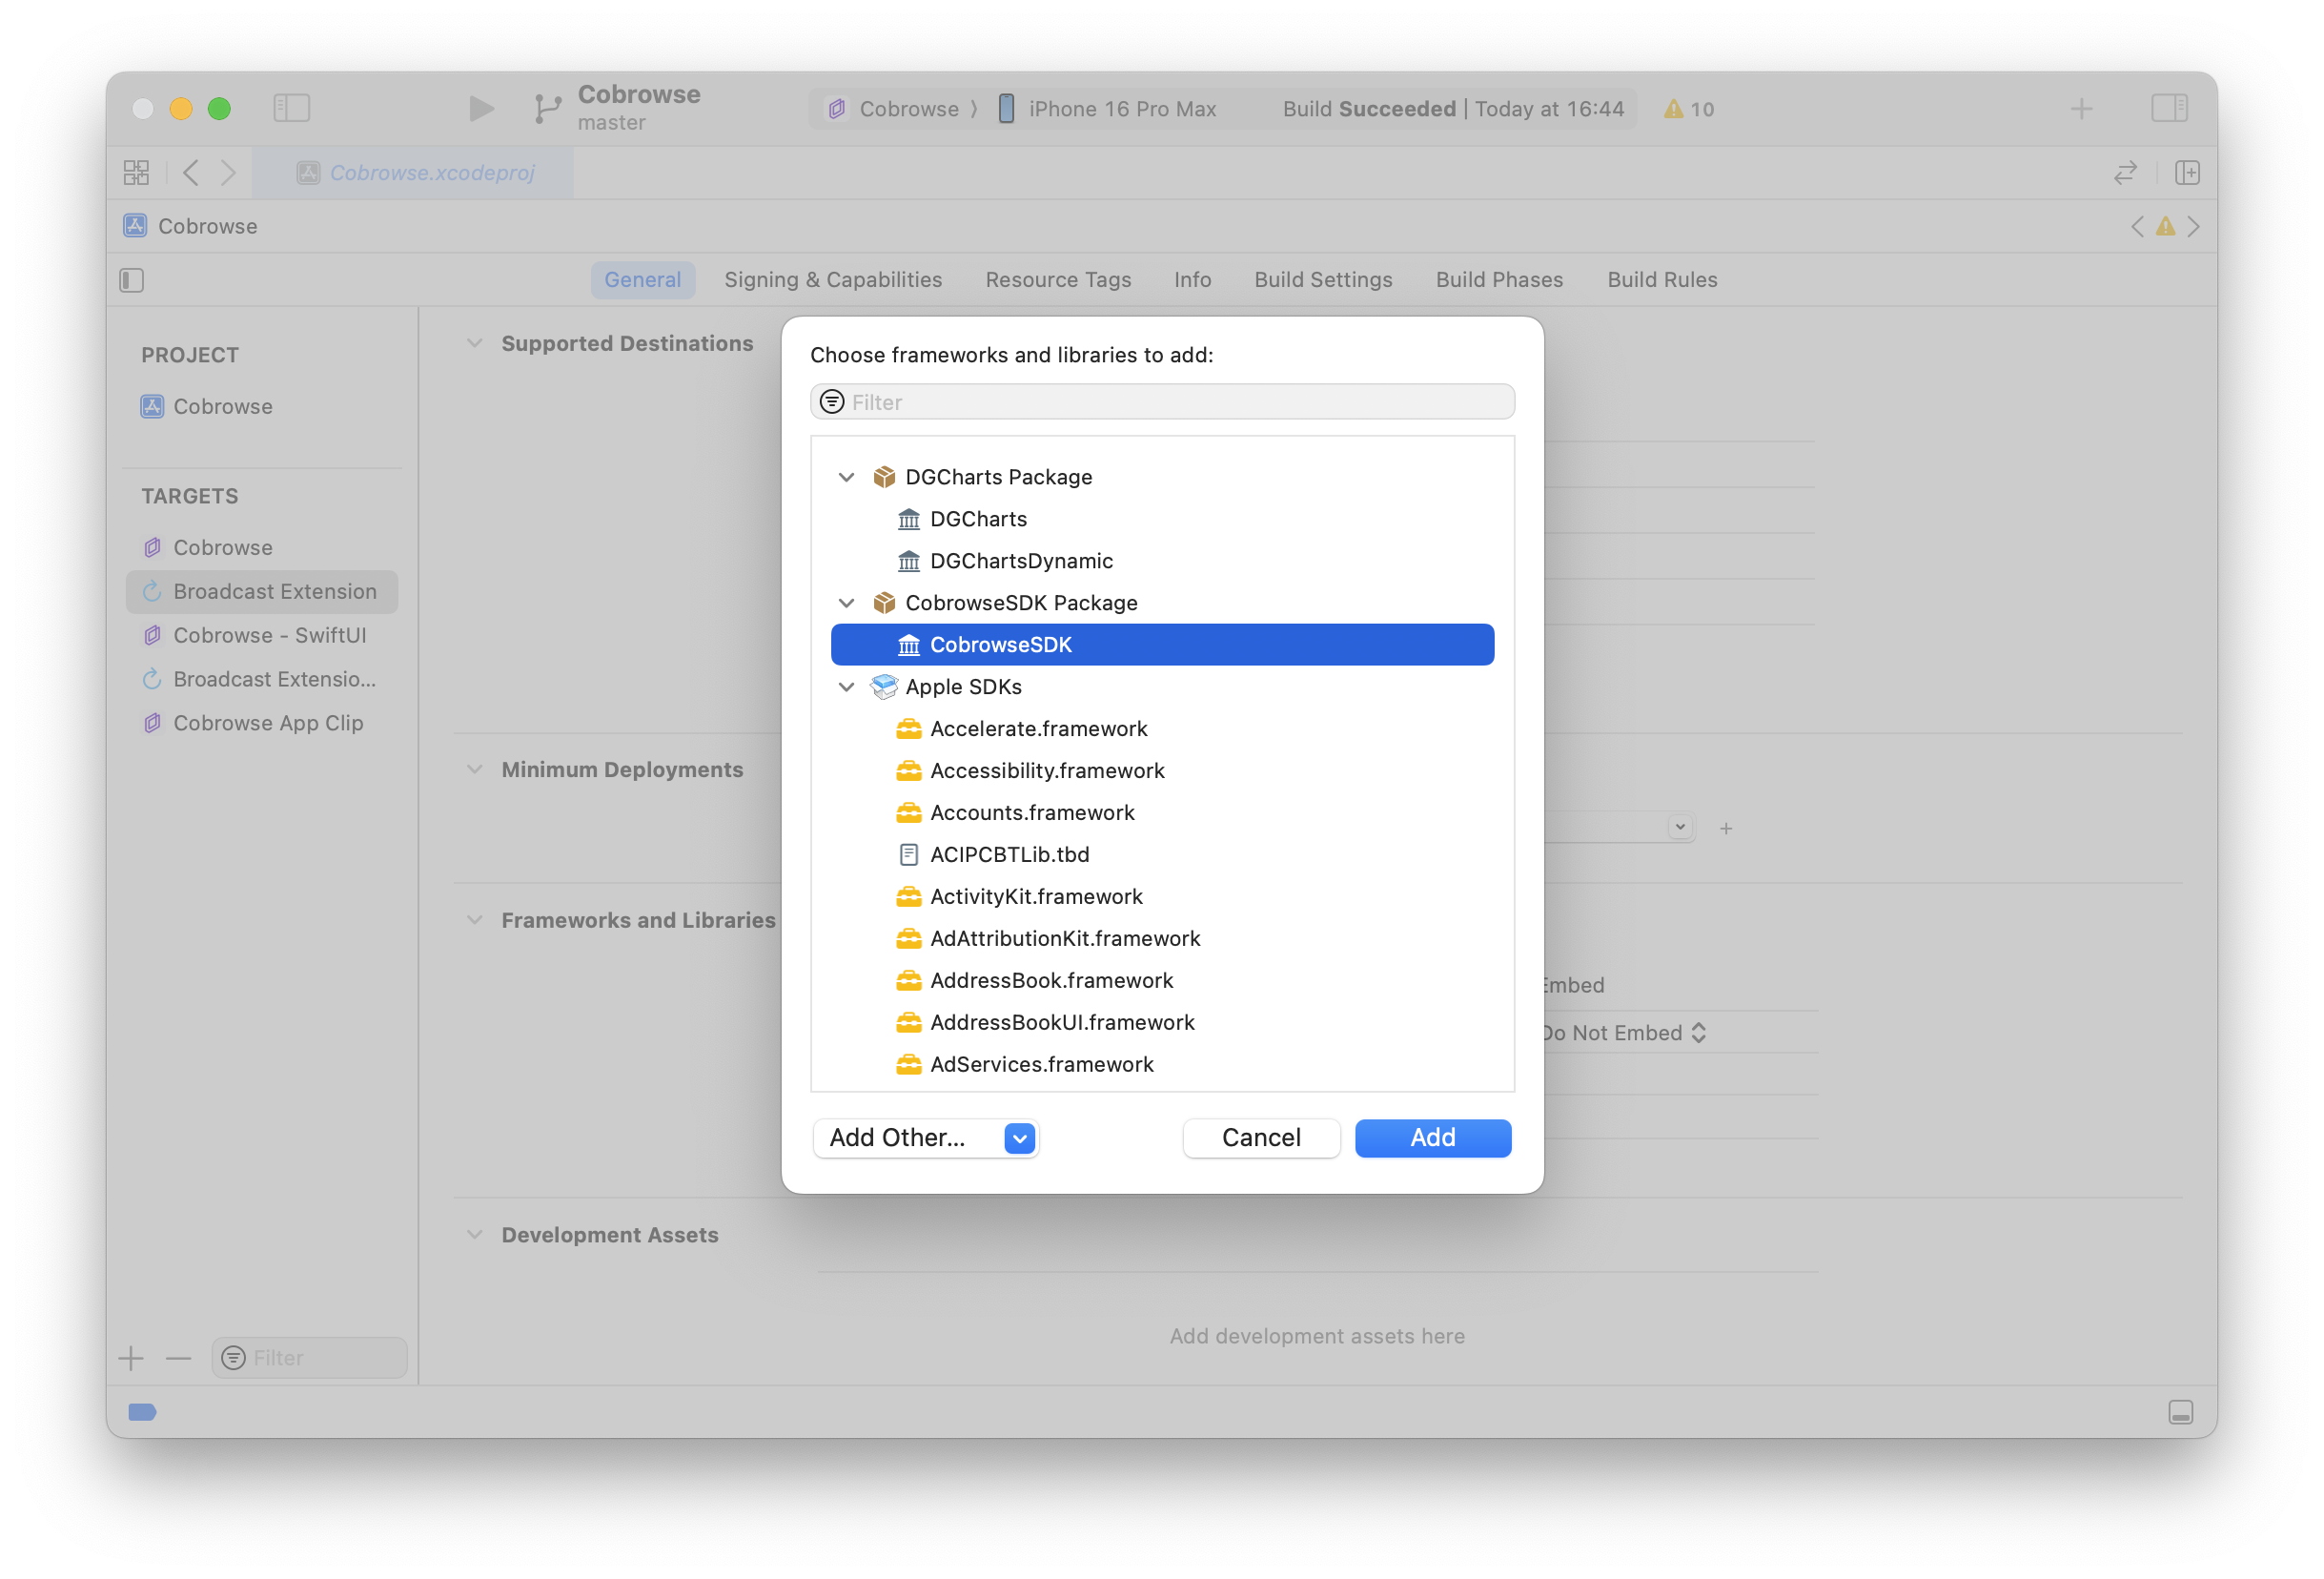 Cobrowse
master
Cobrowse 〉 iPhone 16 Pro Max
Build Succeeded | Today at 16:44
10
Cobrowse.xcodeproj
Cobrowse
General
Signing & Capabilities
Resource Tags
Info
Build Settings
Build Phases
Build Rules
PROJECT
Cobrowse
TARGETS
Cobrowse
Broadcast Extension
Cobrowse - SwiftUI
Broadcast Extensio...
Cobrowse App Clip
Filter
Supported Destinations
Minimum Deployments
Frameworks and Libraries
Embed
Do Not Embed
Development Assets
Add development assets here
Choose frameworks and libraries to add:
Filter
DGCharts Package
DGCharts
DGChartsDynamic
CobrowseSDK Package
CobrowseSDK
Apple SDKs
Accelerate.framework
Accessibility.framework
Accounts.framework
ACIPCBTLib.tbd
ActivityKit.framework
AdAttributionKit.framework
AddressBook.framework
AddressBookUI.framework
AdServices.framework
Add Other...
Cancel
Add